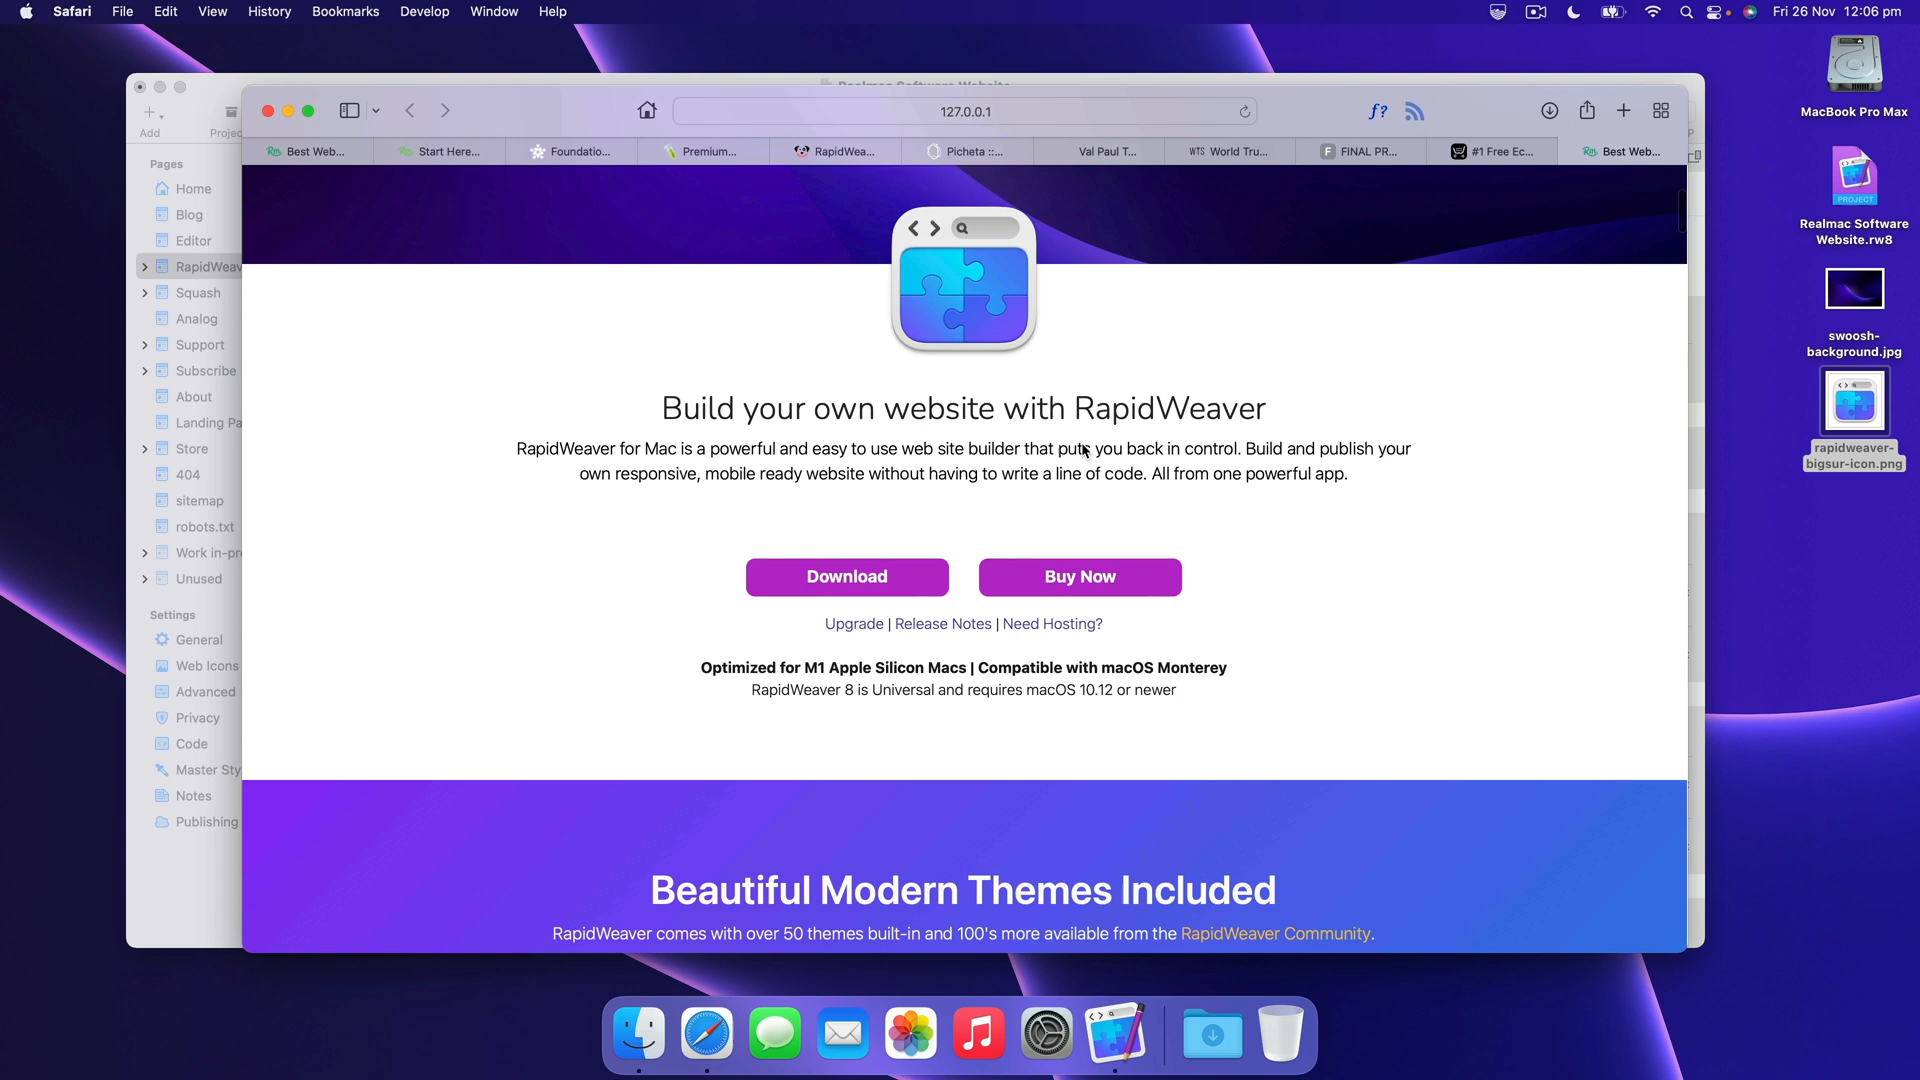 Safari File Edit View History Bookmarks Develop Window Help
Fri 26 Nov 12:06 pm
MacBook Pro Max
Realmac Software
Website.rw8
PROJECT
swoosh-
background.jpg
rapidweaver-
bigsur-icon.png
Add
Projec
Pages
Home
Blog
Editor
RapidWeav
Squash
Analog
Support
Subscribe
About
Landing Pa
Store
404
sitemap
robots.txt
Work in-pr
Unused
Settings
General
Web Icons
Advanced
Privacy
Code
Master Sty
Notes
Publishing
127.0.0.1
f?
Rm Best Web... Rm Start Here... Foundatio... Premium... RapidWea... Picheta ::... Val Paul T... WTS World Tru... F FINAL PR... #1 Free Ec... Rm Best Web...
Build your own website with RapidWeaver
RapidWeaver for Mac is a powerful and easy to use web site builder that puts you back in control. Build and publish your
own responsive, mobile ready website without having to write a line of code. All from one powerful app.
Download Buy Now
Upgrade | Release Notes | Need Hosting?
Optimized for M1 Apple Silicon Macs | Compatible with macOS Monterey
RapidWeaver 8 is Universal and requires macOS 10.12 or newer
Beautiful Modern Themes Included
RapidWeaver comes with over 50 themes built-in and 100's more available from the RapidWeaver Community.